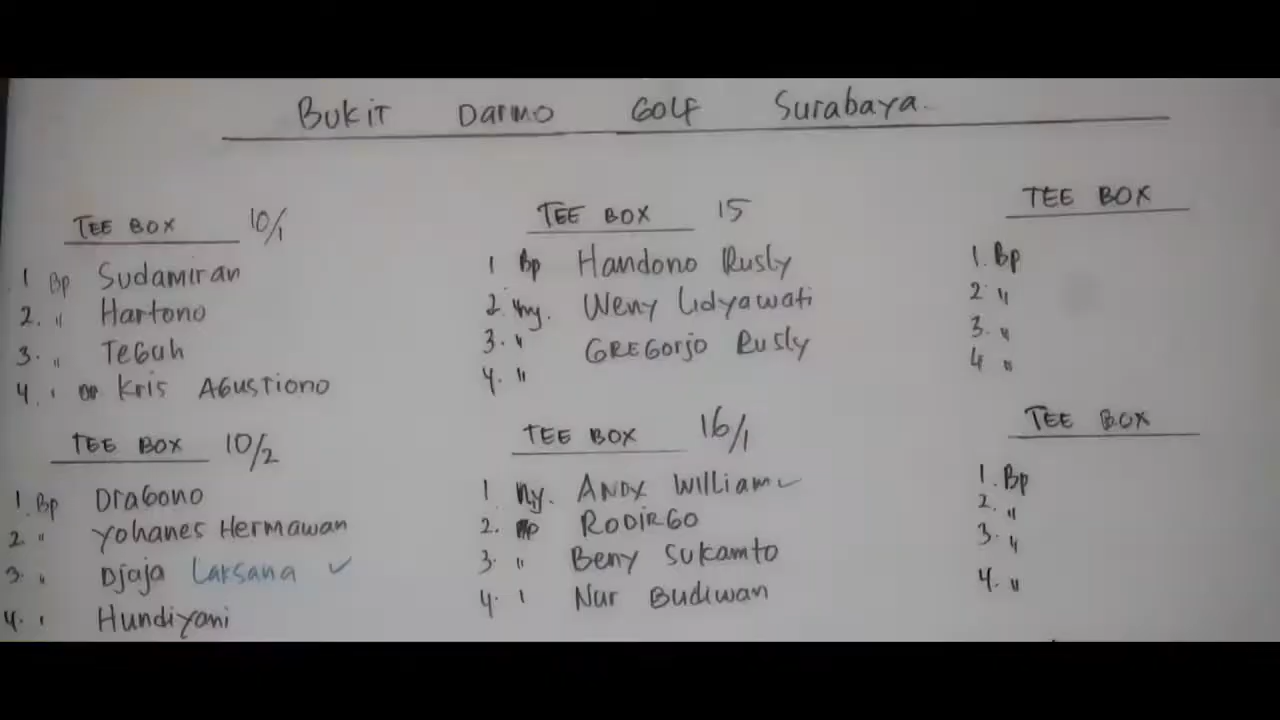 Bukit Darmo GOLF Surabaya
TEE BOX 10/1
1 Bp Sudamiran
2. " Hartono
3. " TeGuh
4. " Kris AGustiono
TEE BOX 10/2
1. Bp DraGono
2 " Yohanes Hermawan
3. " Djaja Laksana ✓
4. " Hundiyani
TEE BOX 15
1 Bp Handono Rusly
2. ny. Weny Lidyawati
3. " GREGorjo Rusly
4. "
TEE BOX 16/1
1 ny. ANDY WILLIAM ✓
2. RODIRGO
3. " Beny Sukamto
4. " Nur Budiwan
TEE BOX
1. Bp
2 "
3. "
4 "
TEE BOX
1. Bp
2. "
3. "
4. "